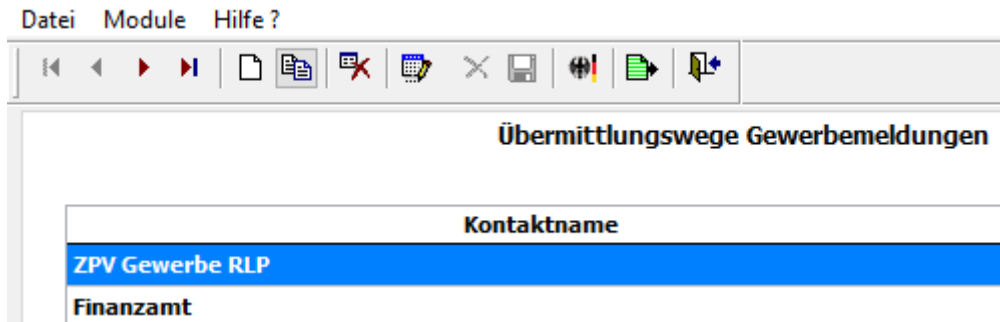 Datei Module Hilfe ?
Übermittlungswege Gewerbemeldungen
Kontaktname
ZPV Gewerbe RLP
Finanzamt